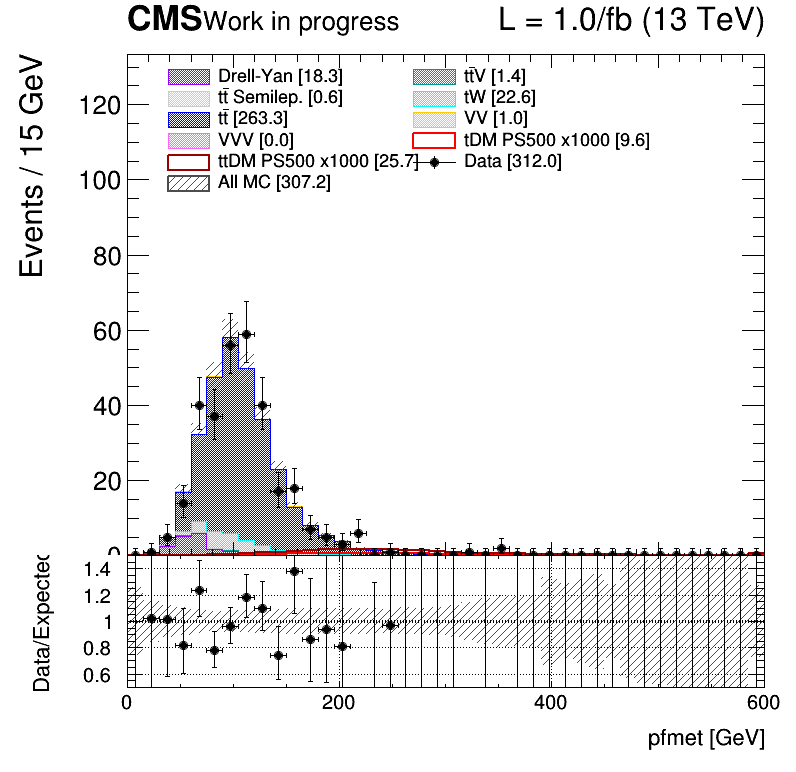 CMS Work in progress L = 1.0/fb (13 TeV)
Events / 15 GeV
Drell-Yan [18.3] tt̄V [1.4]
tt̄ Semilep. [0.6] tW [22.6]
tt̄ [263.3] VV [1.0]
VVV [0.0] tDM PS500 x1000 [9.6]
ttDM PS500 x1000 [25.7] Data [312.0]
All MC [307.2]
120
100
80
60
40
20
0
Data/Expected
1.4
1.2
1
0.8
0.6
0 200 400 600
pfmet [GeV]